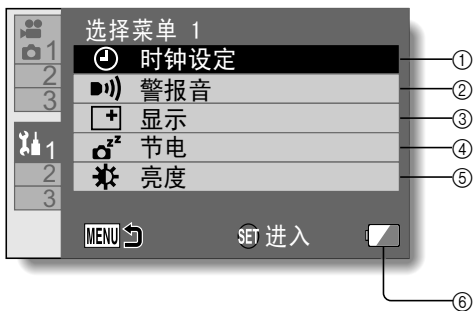 选择菜单 1
1
2
3
1
2
3
时钟设定 ①
警报音 ②
显示 ③
zz 节电 ④
亮度 ⑤
MENU SET 进入
⑥